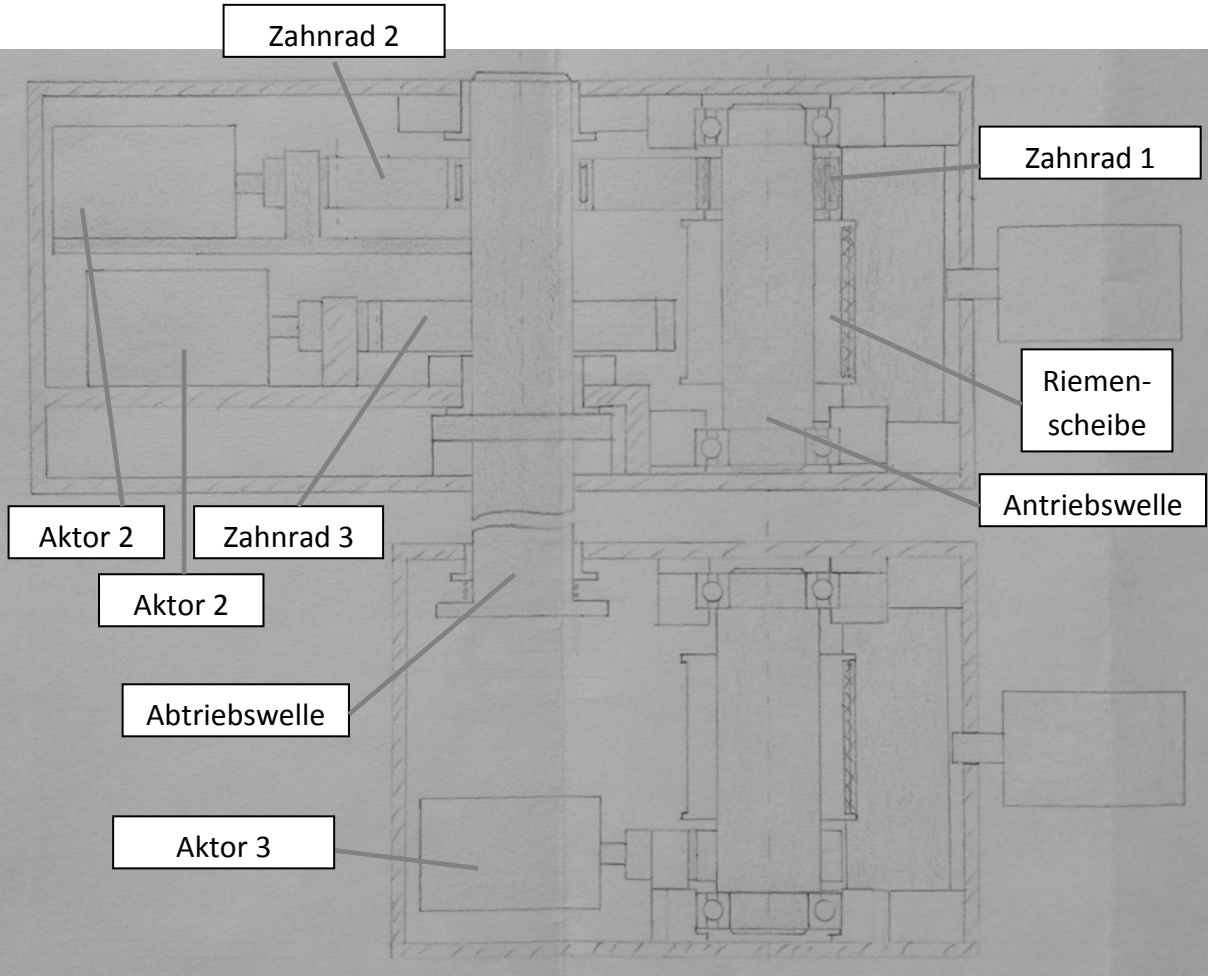 Zahnrad 2
Zahnrad 1
Riemen-
scheibe
Antriebswelle
Aktor 2
Zahnrad 3
Aktor 2
Abtriebswelle
Aktor 3